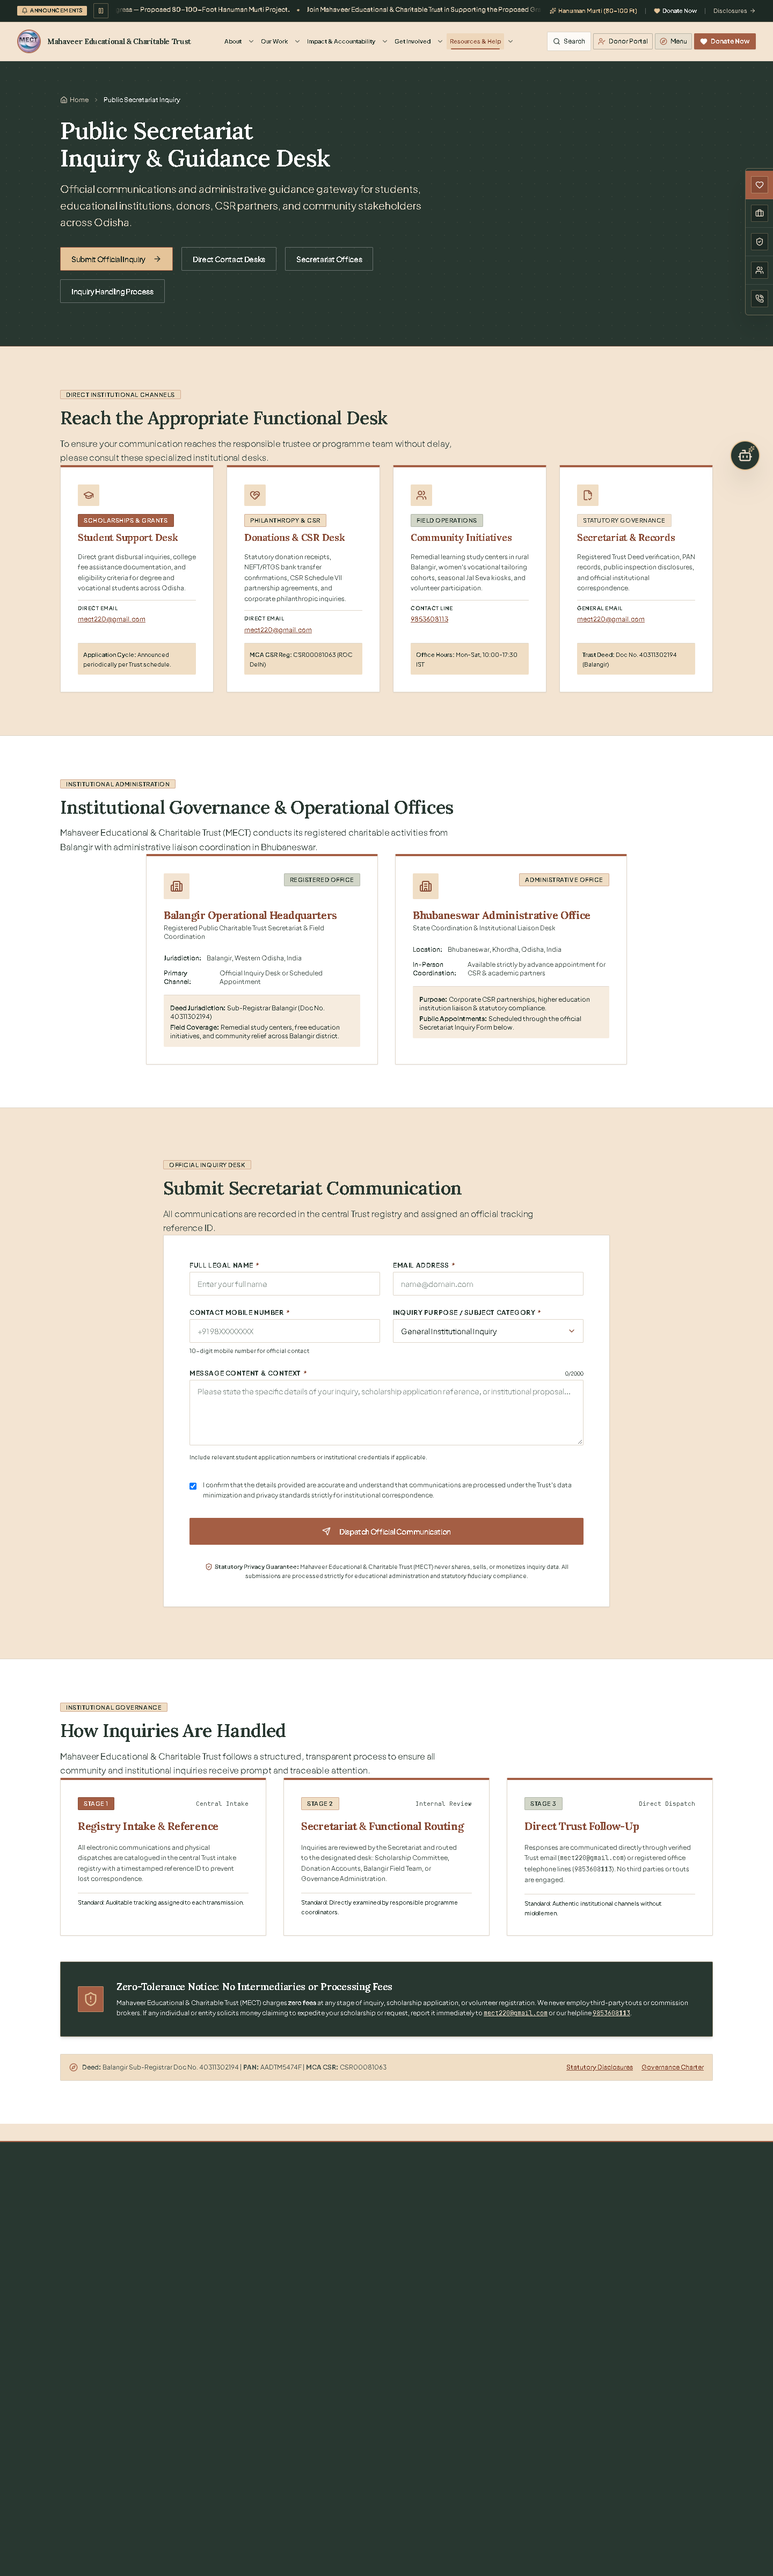 ANNOUNCEMENTS
gress — Proposed 80–100-Foot Hanuman Murti Project. • Join Mahaveer Educational & Charitable Trust in Supporting the Proposed
Hanuman Murti (80–100 Ft) | Donate Now | Disclosures →
MECT
Mahaveer Educational & Charitable Trust
About
Our Work
Impact & Accountability
Get Involved
Resources & Help
Search
Donor Portal
Menu
Donate Now
Home > Public Secretariat Inquiry
Public Secretariat
Inquiry & Guidance Desk
Official communications and administrative guidance gateway for students,
educational institutions, donors, CSR partners, and community stakeholders
across Odisha.
Submit Official Inquiry →
Direct Contact Desks
Secretariat Offices
Inquiry Handling Process
DIRECT INSTITUTIONAL CHANNELS
Reach the Appropriate Functional Desk
To ensure your communication reaches the responsible trustee or programme team without delay,
please consult these specialized institutional desks.
SCHOLARSHIPS & GRANTS
Student Support Desk
Direct grant disbursal inquiries, college
fee assistance documentation, and
eligibility criteria for degree and
vocational students across Odisha.
DIRECT EMAIL
mect220@gmail.com
Application Cycle: Announced
periodically per Trust schedule.
PHILANTHROPY & CSR
Donations & CSR Desk
Statutory donation receipts,
NEFT/RTGS bank transfer
confirmations, CSR Schedule VII
partnership agreements, and
corporate philanthropic inquiries.
DIRECT EMAIL
mect220@gmail.com
MCA CSR Reg: CSR00081063 (ROC
Delhi)
FIELD OPERATIONS
Community Initiatives
Remedial learning study centers in rural
Balangir, women's vocational tailoring
cohorts, seasonal Jal Seva kiosks, and
volunteer participation.
CONTACT LINE
9853608113
Office Hours: Mon–Sat, 10:00–17:30
IST
STATUTORY GOVERNANCE
Secretariat & Records
Registered Trust Deed verification, PAN
records, public inspection disclosures,
and official institutional
correspondence.
GENERAL EMAIL
mect220@gmail.com
Trust Deed: Doc No. 40311302194
(Balangir)
INSTITUTIONAL ADMINISTRATION
Institutional Governance & Operational Offices
Mahaveer Educational & Charitable Trust (MECT) conducts its registered charitable activities from
Balangir with administrative liaison coordination in Bhubaneswar.
REGISTERED OFFICE
Balangir Operational Headquarters
Registered Public Charitable Trust Secretariat & Field
Coordination
Jurisdiction: Balangir, Western Odisha, India
Primary Channel: Official Inquiry Desk or Scheduled
Appointment
Deed Jurisdiction: Sub-Registrar Balangir (Doc No.
40311302194)
Field Coverage: Remedial study centers, free education
initiatives, and community relief across Balangir district.
ADMINISTRATIVE OFFICE
Bhubaneswar Administrative Office
State Coordination & Institutional Liaison Desk
Location: Bhubaneswar, Khordha, Odisha, India
In-Person Coordination: Available strictly by advance appointment for
CSR & academic partners
Purpose: Corporate CSR partnerships, higher education
institution liaison & statutory compliance.
Public Appointments: Scheduled through the official
Secretariat Inquiry Form below.
OFFICIAL INQUIRY DESK
Submit Secretariat Communication
All communications are recorded in the central Trust registry and assigned an official tracking
reference ID.
FULL LEGAL NAME *
Enter your full name
EMAIL ADDRESS *
name@domain.com
CONTACT MOBILE NUMBER *
+91 98XXXXXXXX
10-digit mobile number for official contact
INQUIRY PURPOSE / SUBJECT CATEGORY *
General Institutional Inquiry
MESSAGE CONTENT & CONTEXT *
0/2000
Please state the specific details of your inquiry, scholarship application reference, or institutional proposal...
Include relevant student application numbers or institutional credentials if applicable.
I confirm that the details provided are accurate and understand that communications are processed under the Trust's data
minimization and privacy standards strictly for institutional correspondence.
Dispatch Official Communication
Statutory Privacy Guarantee: Mahaveer Educational & Charitable Trust (MECT) never shares, sells, or monetizes inquiry data. All
submissions are processed strictly for educational administration and statutory fiduciary compliance.
INSTITUTIONAL GOVERNANCE
How Inquiries Are Handled
Mahaveer Educational & Charitable Trust follows a structured, transparent process to ensure all
community and institutional inquiries receive prompt and traceable attention.
STAGE 1
Central Intake
Registry Intake & Reference
All electronic communications and physical
dispatches are catalogued in the central Trust intake
registry with a timestamped reference ID to prevent
lost correspondence.
Standard: Auditable tracking assigned to each transmission.
STAGE 2
Internal Review
Secretariat & Functional Routing
Inquiries are reviewed by the Secretariat and routed
to the designated desk: Scholarship Committee,
Donation Accounts, Balangir Field Team, or
Governance Administration.
Standard: Directly examined by responsible programme
coordinators.
STAGE 3
Direct Dispatch
Direct Trust Follow-Up
Responses are communicated directly through verified
Trust email (mect220@gmail.com) or registered office
telephone lines (9853608113). No third parties or touts
are engaged.
Standard: Authentic institutional channels without
middlemen.
Zero-Tolerance Notice: No Intermediaries or Processing Fees
Mahaveer Educational & Charitable Trust (MECT) charges zero fees at any stage of inquiry, scholarship application, or volunteer registration. We never employ third-party touts or commission
brokers. If any individual or entity solicits money claiming to expedite your scholarship or request, report it immediately to mect220@gmail.com or our helpline 9853608113.
Deed: Balangir Sub-Registrar Doc No. 40311302194 | PAN: AADTM5474F | MCA CSR: CSR00081063
Statutory Disclosures
Governance Charter